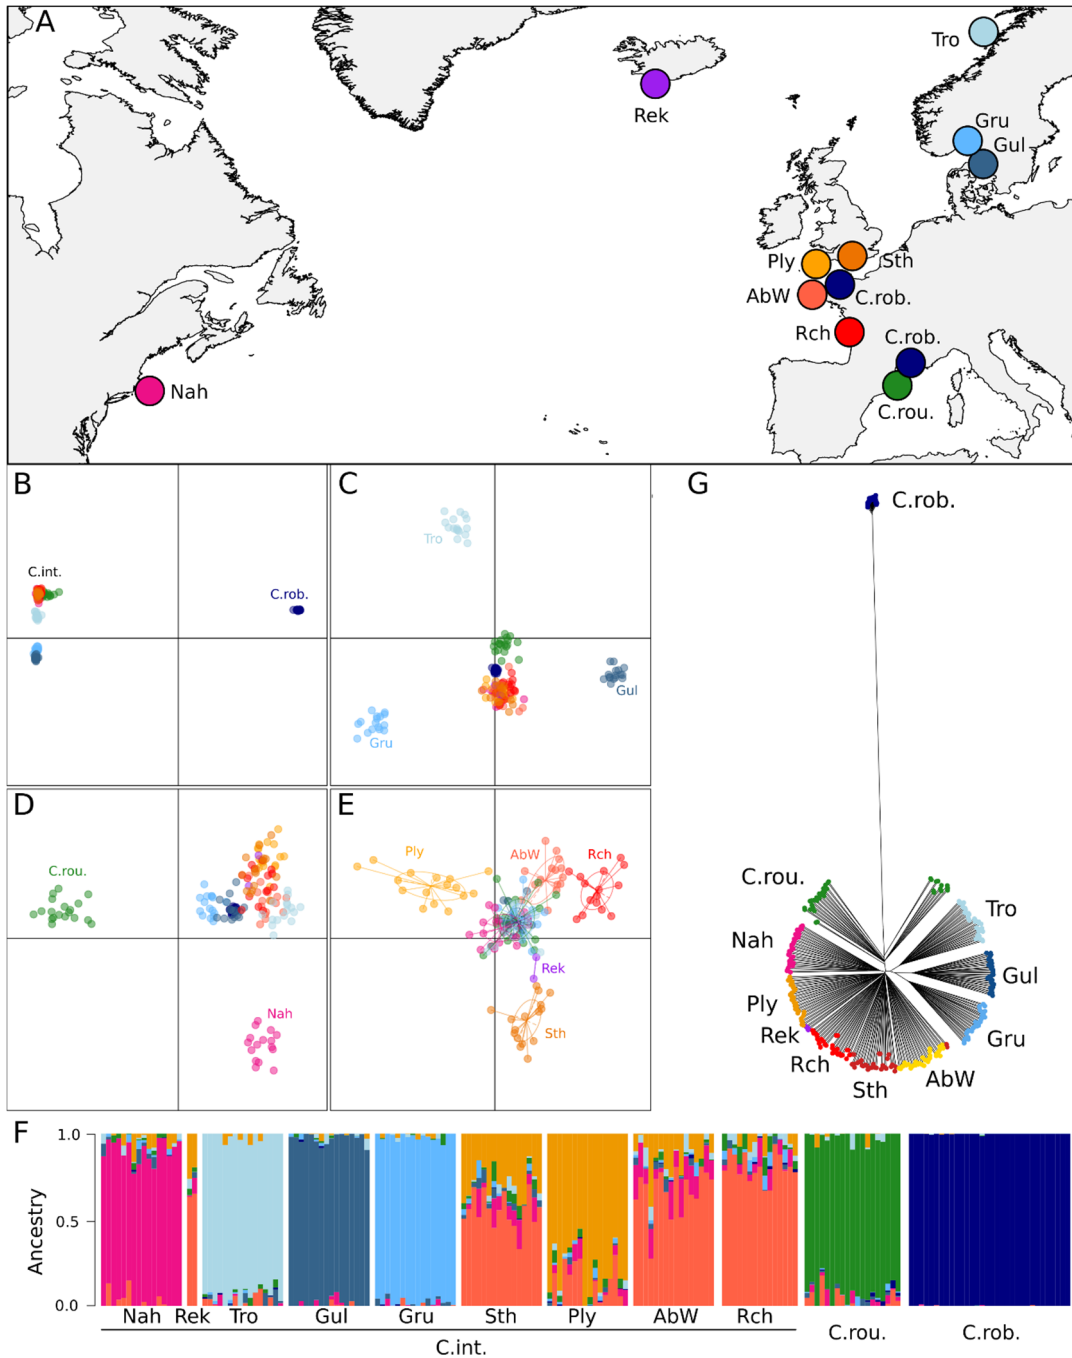 A
Tro
Rek
Gru
Gul
Ply
Sth
AbW
C.rob.
Rch
C.rob.
Nah
C.rou.
B
C
G
C.rob.
Tro
C.int.
C.rob.
Gul
Gru
D
E
C.rou.
Ply
AbW
Rch
C.rou.
Tro
Nah
Gul
Rek
Ply
Nah
Gru
Rek
Sth
Rch
AbW
Sth
F
1.0
Ancestry
0.5
0.0
Nah Rek Tro Gul Gru Sth Ply AbW Rch
C.int. C.rou. C.rob.